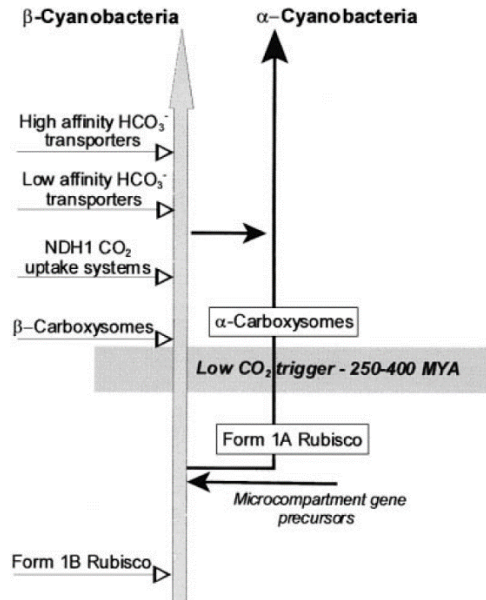 β-Cyanobacteria
α–Cyanobacteria
High affinity HCO₃⁻
transporters
Low affinity HCO₃⁻
transporters
NDH1 CO₂
uptake systems
β–Carboxysomes
α-Carboxysomes
Low CO₂ trigger - 250-400 MYA
Form 1A Rubisco
Microcompartment gene
precursors
Form 1B Rubisco